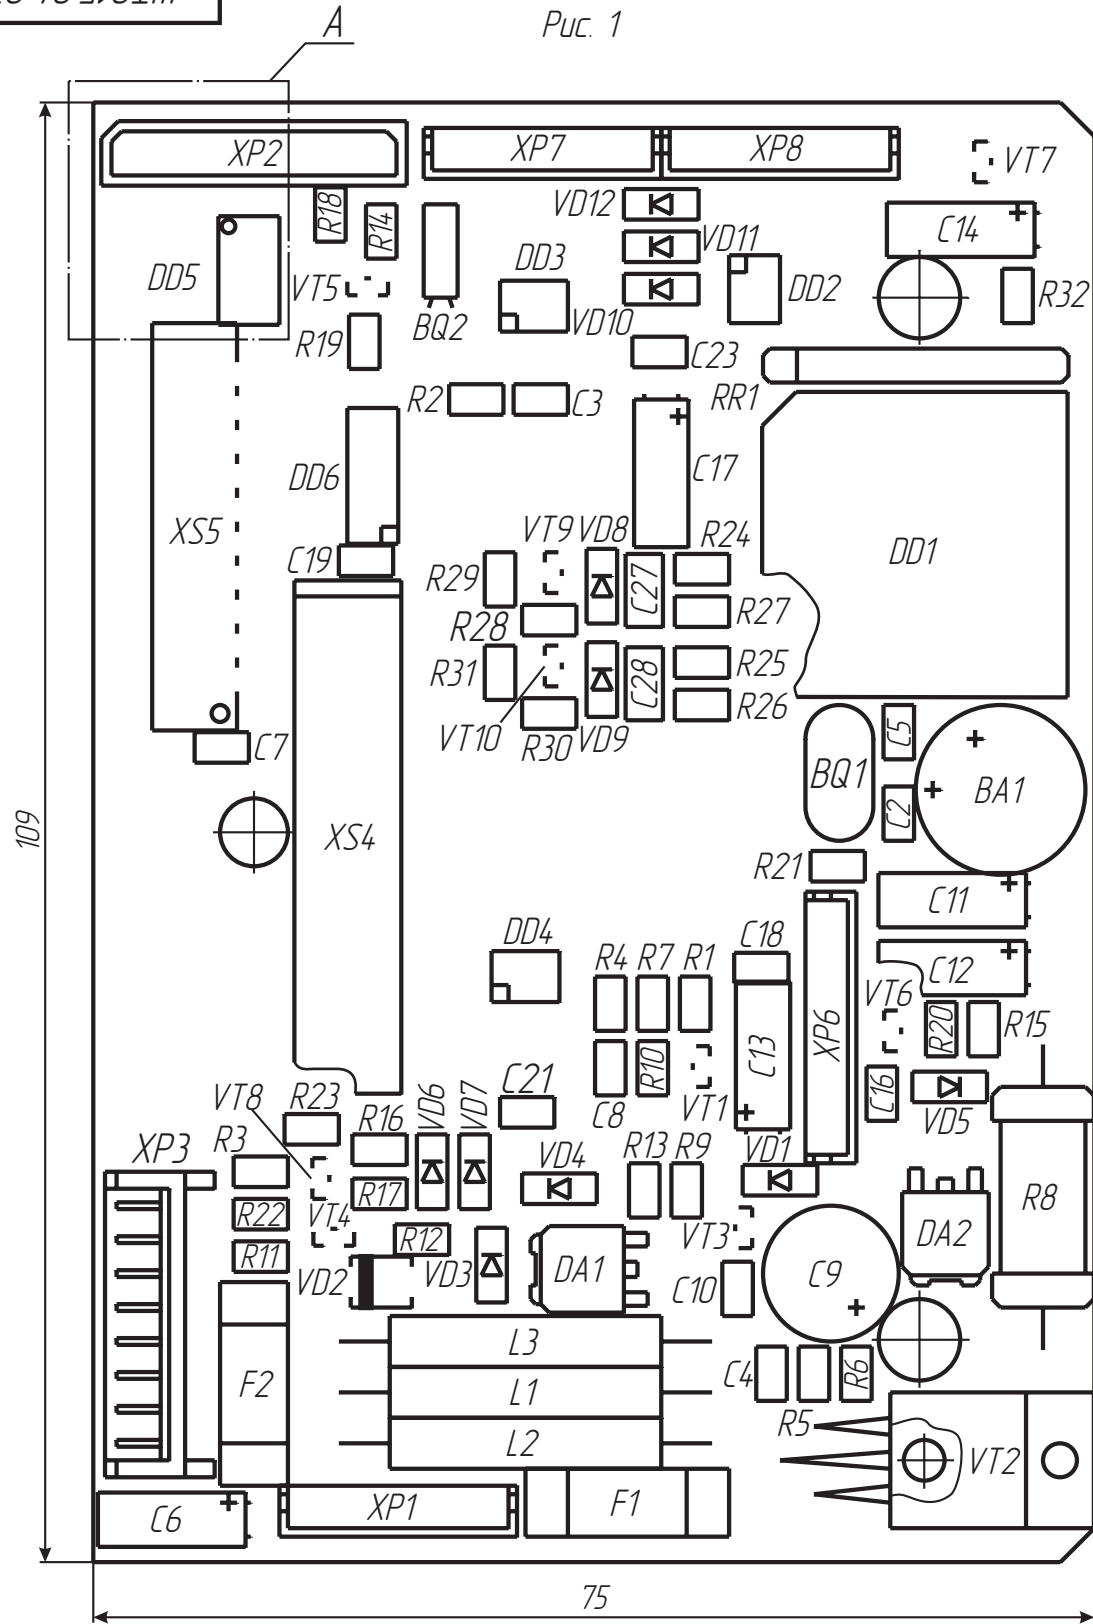 Рис. 1
А
XP2
XP7
XP8
VT7
R18
R14
VD12
VD11
C14
DD5
VT5
BQ2
DD3
VD10
DD2
R32
R19
C23
R2
C3
RR1
DD6
C17
XS5
C19
VT9
VD8
R24
DD1
R29
C27
R28
R27
R31
C28
R25
R26
VT10
R30
VD9
C7
C5
BQ1
BA1
C2
109
XS4
R21
C11
DD4
R4
R7
R1
C18
C12
VT6
XP6
R20
R15
C13
R10
C8
VT1
C16
VD5
VT8
R23
R16
VD6
VD7
C21
R3
XP3
VD4
R13
R9
VD1
R8
R22
R17
VT4
R12
VT3
DA2
R11
VD2
VD3
DA1
C10
C9
L3
F2
L1
C4
R6
R5
L2
VT2
C6
XP1
F1
75